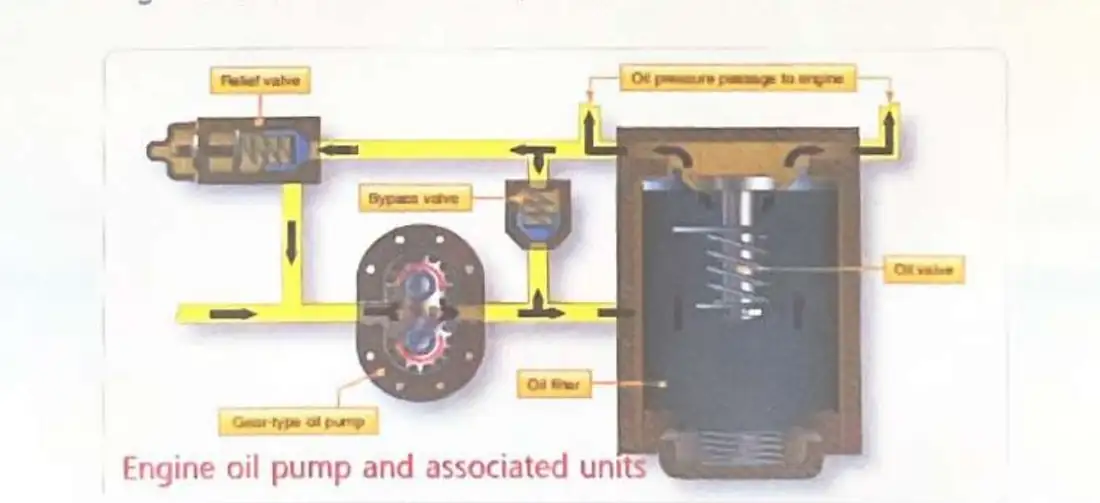 Relief valve
Oil pressure passage to engine
Bypass valve
Oil valve
Oil filter
Gear-type oil pump
Engine oil pump and associated units